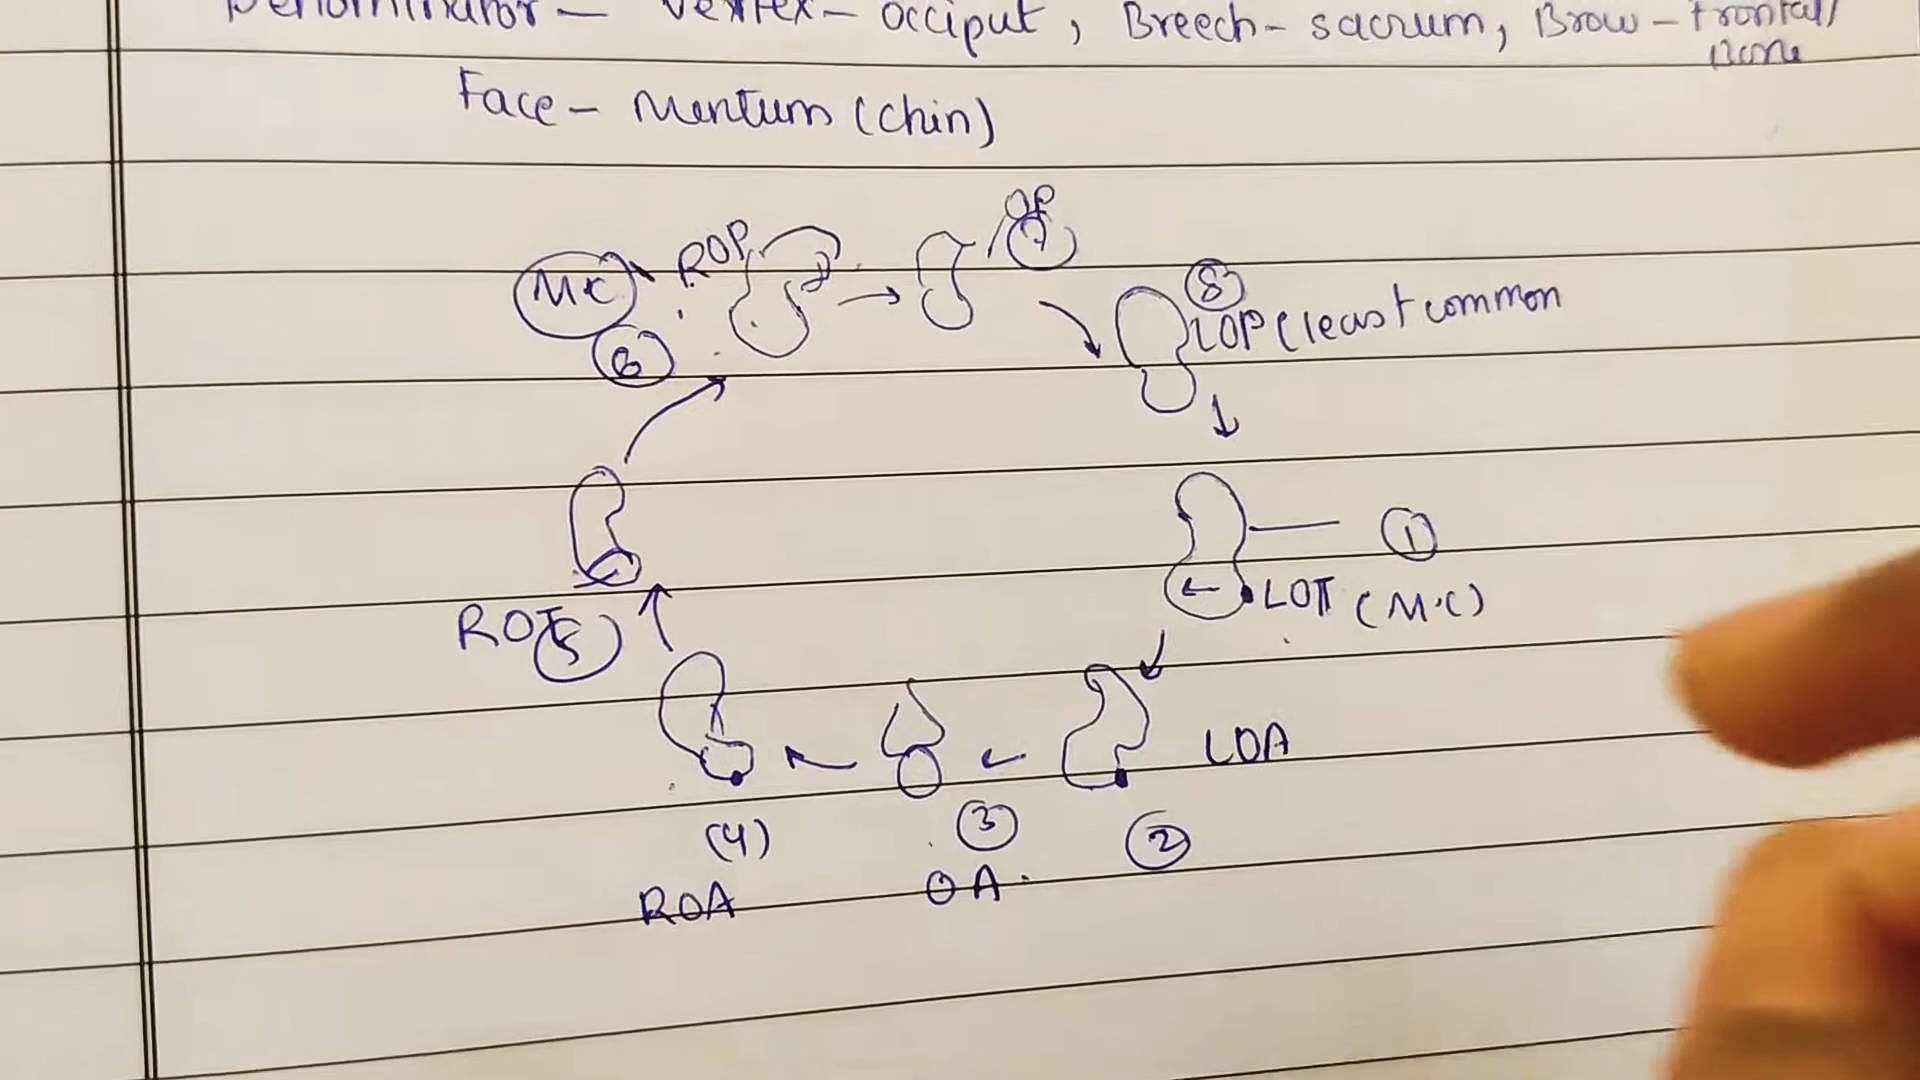 Denominator - Vertex - occiput, Breech - sacrum, Brow - frontal
Bone
Face - Mentum (chin)
OP
7
MC
ROP
8
LOP (least common
6
1
LOT (M.C)
ROT
5
LOA
(4)
3
2
ROA
OA